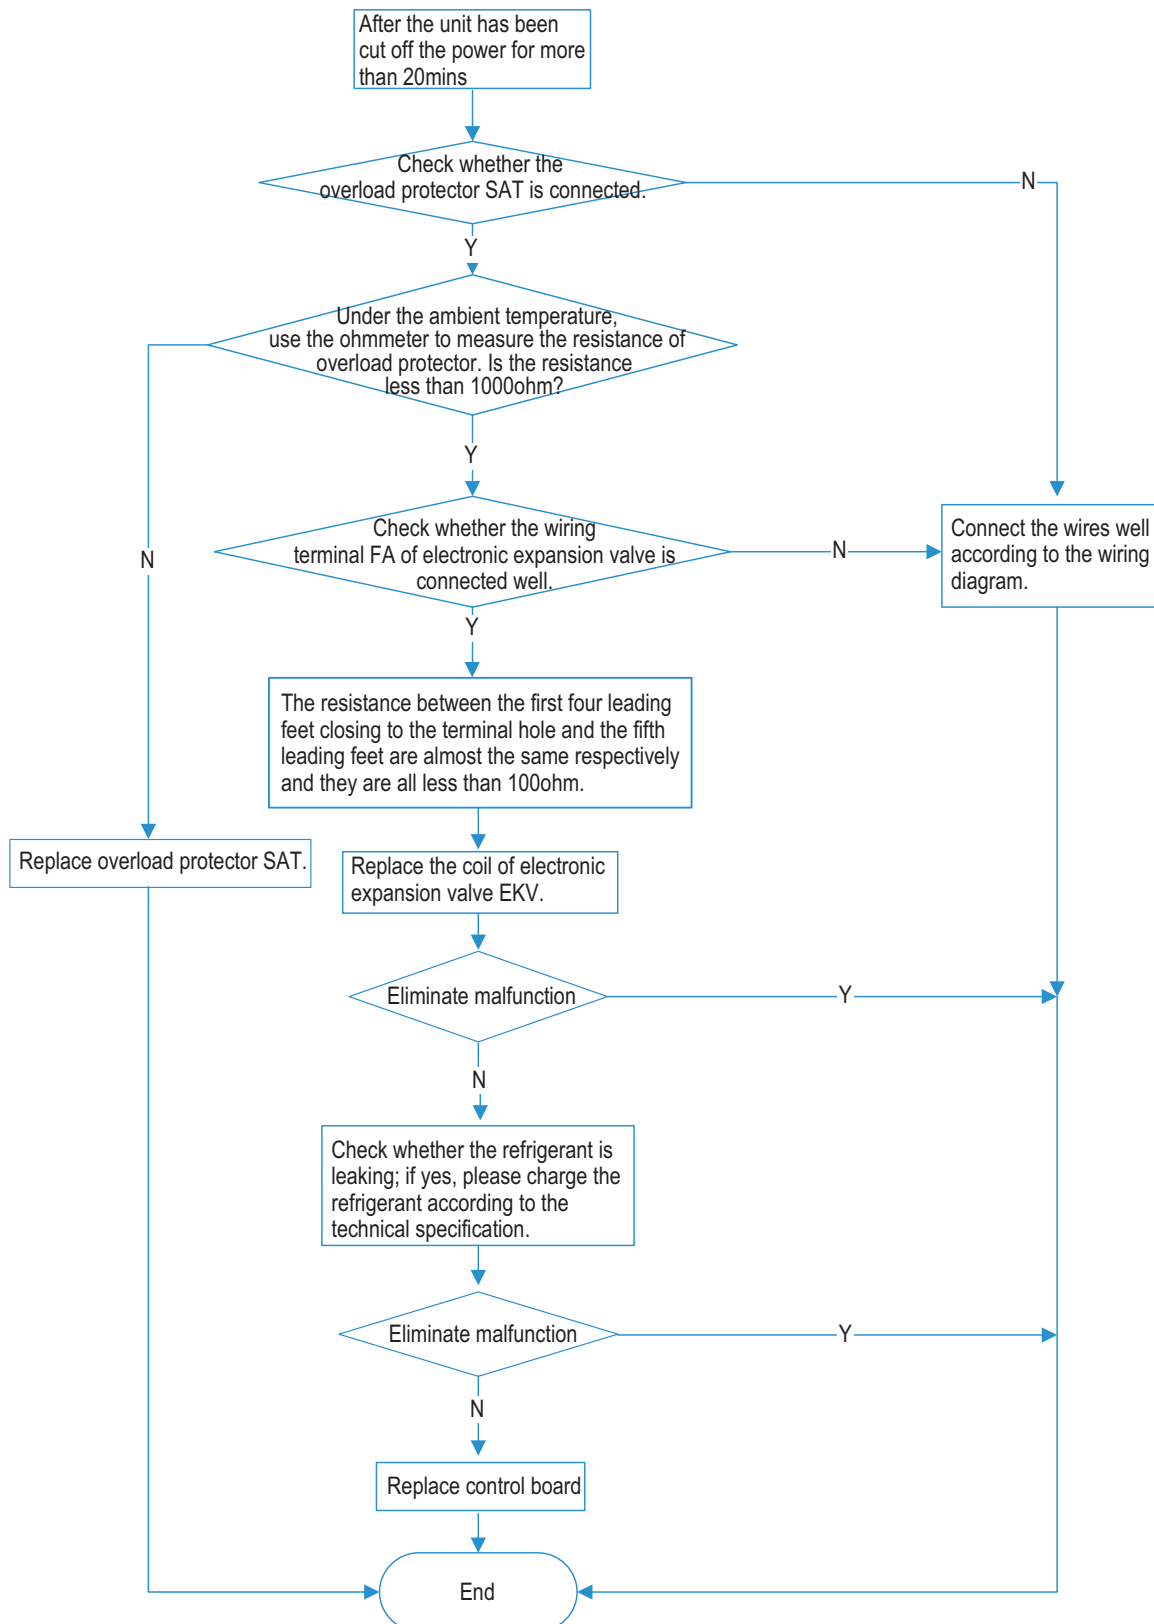 After the unit has been
cut off the power for more
than 20mins
Check whether the
overload protector SAT is connected.
N
Y
Under the ambient temperature,
use the ohmmeter to measure the resistance of
overload protector. Is the resistance
less than 1000ohm?
Y
N
Check whether the wiring
terminal FA of electronic expansion valve is
connected well.
N
Connect the wires well
according to the wiring
diagram.
Y
The resistance between the first four leading
feet closing to the terminal hole and the fifth
leading feet are almost the same respectively
and they are all less than 100ohm.
Replace overload protector SAT.
Replace the coil of electronic
expansion valve EKV.
Eliminate malfunction
Y
N
Check whether the refrigerant is
leaking; if yes, please charge the
refrigerant according to the
technical specification.
Eliminate malfunction
Y
N
Replace control board
End